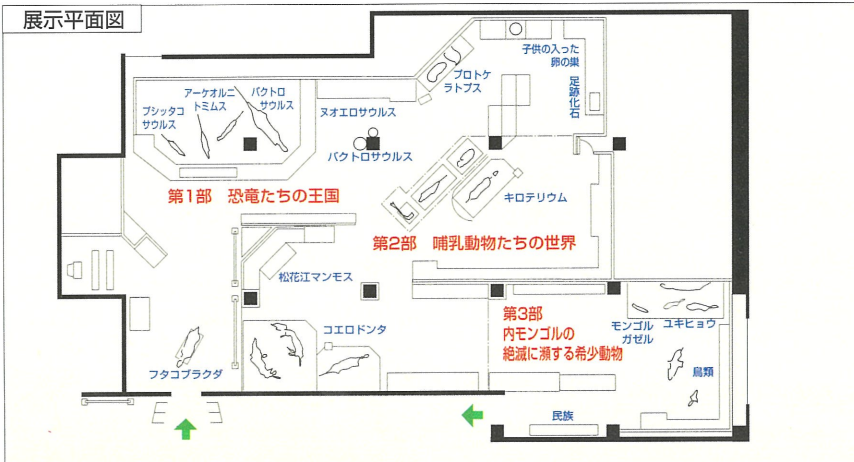 展示平面図
子供の入った
卵の巣
足跡化石
プロトケ
ラトプス
アーケオルニ
トミムス
バクトロ
サウルス
プシッタコ
サウルス
ヌオエロサウルス
バクトロサウルス
第1部 恐竜たちの王国
キロテリウム
第2部 哺乳動物たちの世界
松花江マンモス
コエロドンタ
第3部
内モンゴルの
絶滅に瀕する希少動物
モンゴル
ガゼル
ユキヒョウ
鳥類
フタコブラクダ
民族